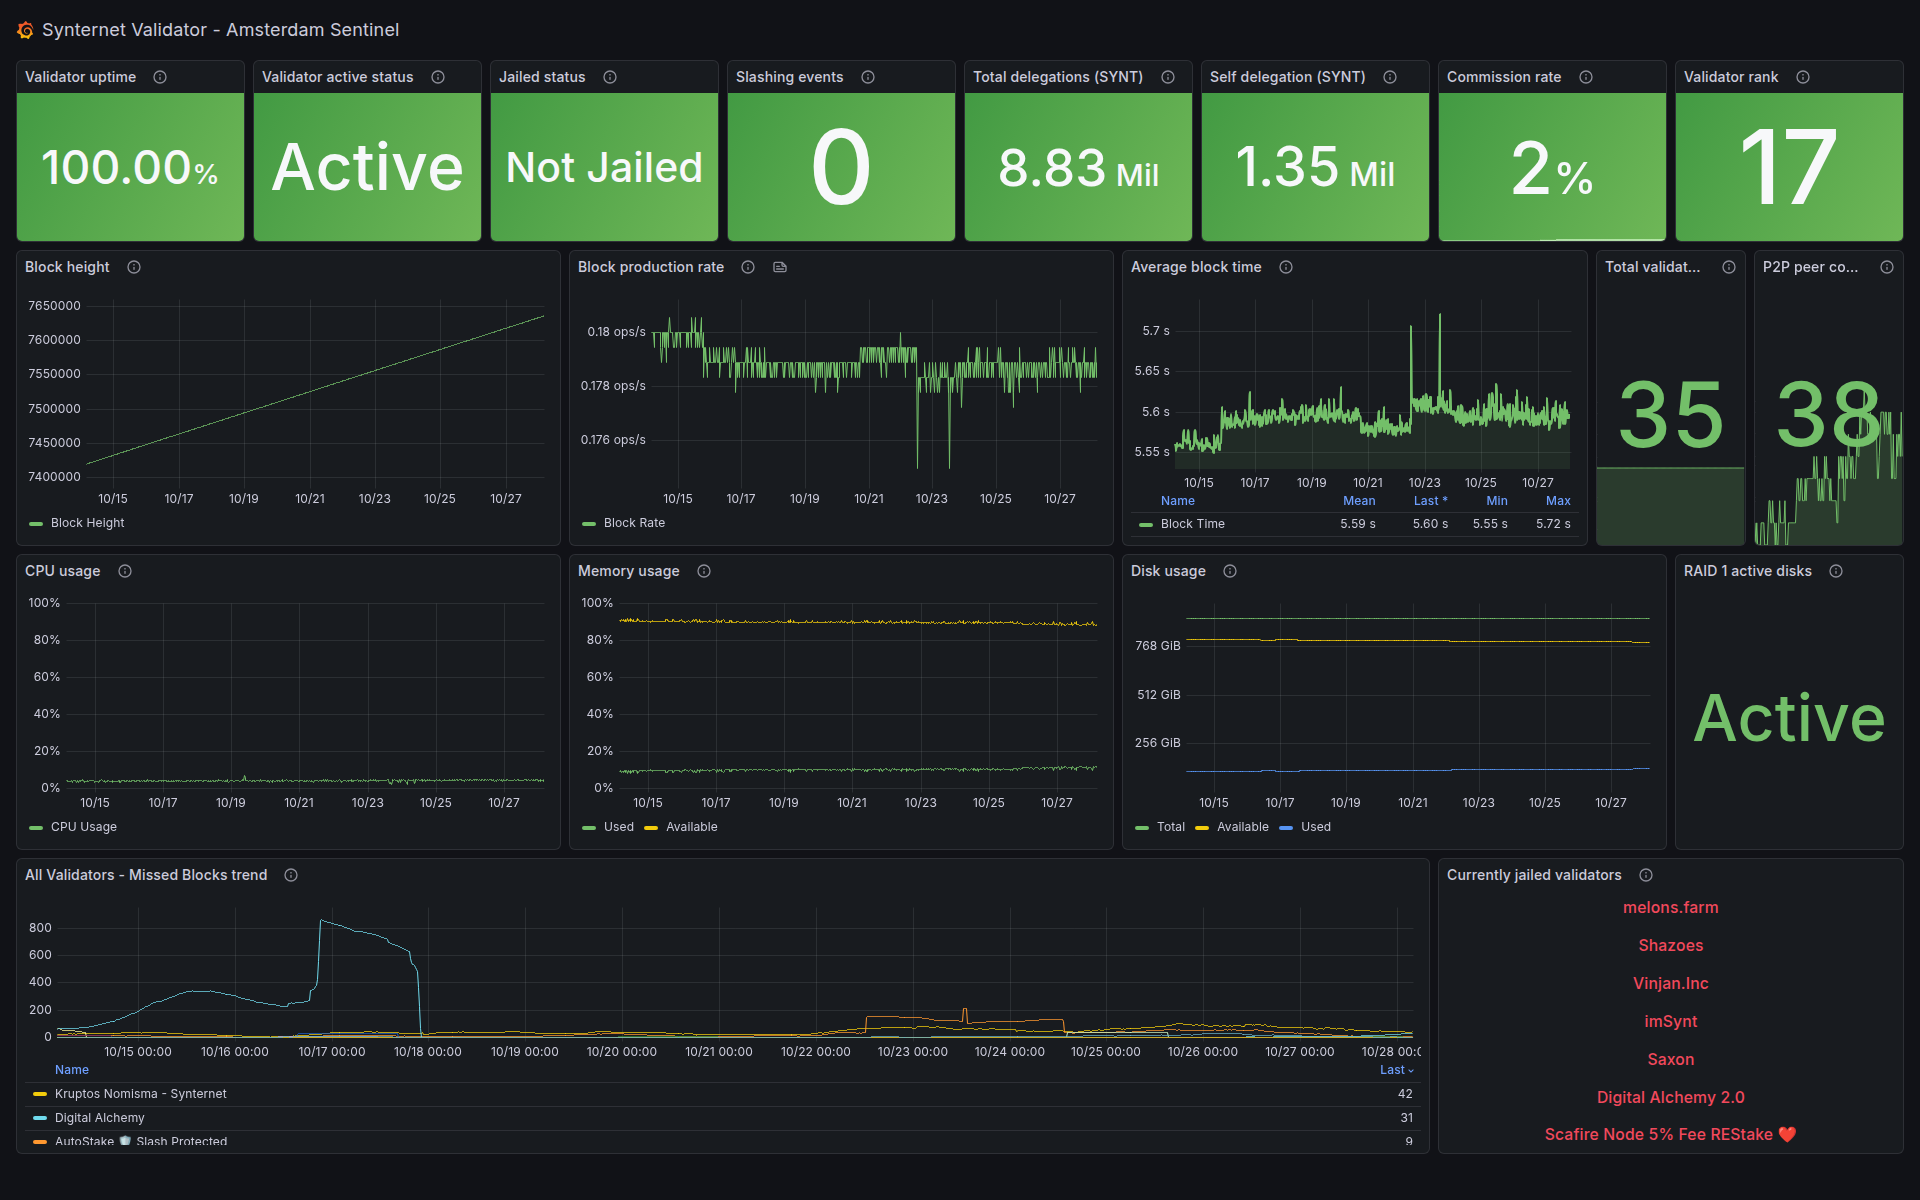 Synternet Validator - Amsterdam Sentinel
Validator uptime
100.00%
Validator active status
Active
Jailed status
Not Jailed
Slashing events
0
Total delegations (SYNT)
8.83 Mil
Self delegation (SYNT)
1.35 Mil
Commission rate
2%
Validator rank
17
Block height
7650000
7600000
7550000
7500000
7450000
7400000
10/15 10/17 10/19 10/21 10/23 10/25 10/27
Block Height
Block production rate
0.18 ops/s
0.178 ops/s
0.176 ops/s
10/15 10/17 10/19 10/21 10/23 10/25 10/27
Block Rate
Average block time
5.7 s
5.65 s
5.6 s
5.55 s
10/15 10/17 10/19 10/21 10/23 10/25 10/27
Name Mean Last * Min Max
Block Time 5.59 s 5.60 s 5.55 s 5.72 s
Total validat...
35
P2P peer co...
38
CPU usage
100%
80%
60%
40%
20%
0%
10/15 10/17 10/19 10/21 10/23 10/25 10/27
CPU Usage
Memory usage
100%
80%
60%
40%
20%
0%
10/15 10/17 10/19 10/21 10/23 10/25 10/27
Used Available
Disk usage
768 GiB
512 GiB
256 GiB
10/15 10/17 10/19 10/21 10/23 10/25 10/27
Total Available Used
RAID 1 active disks
Active
All Validators - Missed Blocks trend
800
600
400
200
0
10/15 00:00 10/16 00:00 10/17 00:00 10/18 00:00 10/19 00:00 10/20 00:00 10/21 00:00 10/22 00:00 10/23 00:00 10/24 00:00 10/25 00:00 10/26 00:00 10/27 00:00 10/28 00:0
Name Last
Kruptos Nomisma - Synternet 42
Digital Alchemy 31
AutoStake 🛡️ Slash Protected 9
Currently jailed validators
melons.farm
Shazoes
Vinjan.Inc
imSynt
Saxon
Digital Alchemy 2.0
Scafire Node 5% Fee REStake ❤️